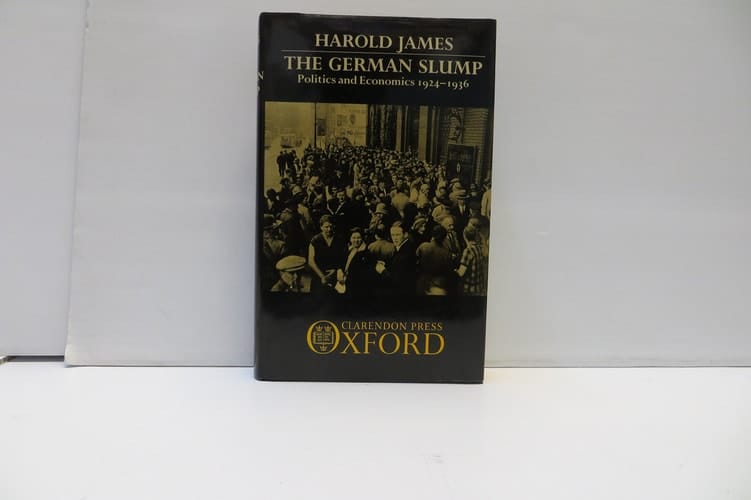 HAROLD JAMES
THE GERMAN SLUMP
Politics and Economics 1924–1936
CLARENDON PRESS
OXFORD